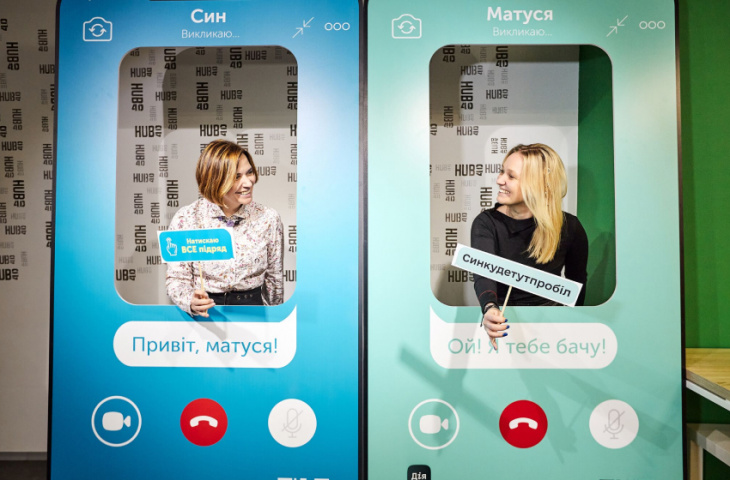 Син
Викликаю...
Натискаю
ВСЕ підряд
Привіт, матуся!
Матуся
Викликаю...
Синкудетутпробіл
Ой! Я тебе бачу!
Дія
HUB
40